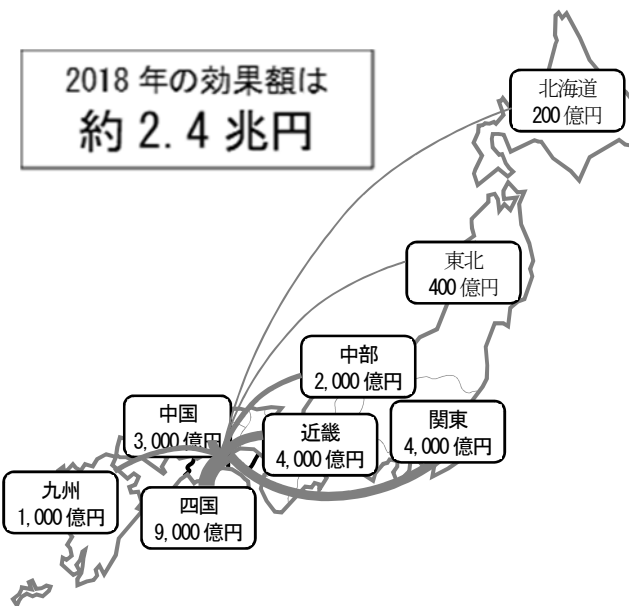 2018 年の効果額は
約 2.4 兆円
北海道
200 億円
東北
400 億円
中部
2,000 億円
中国
3,000 億円
近畿
4,000 億円
関東
4,000 億円
九州
1,000 億円
四国
9,000 億円